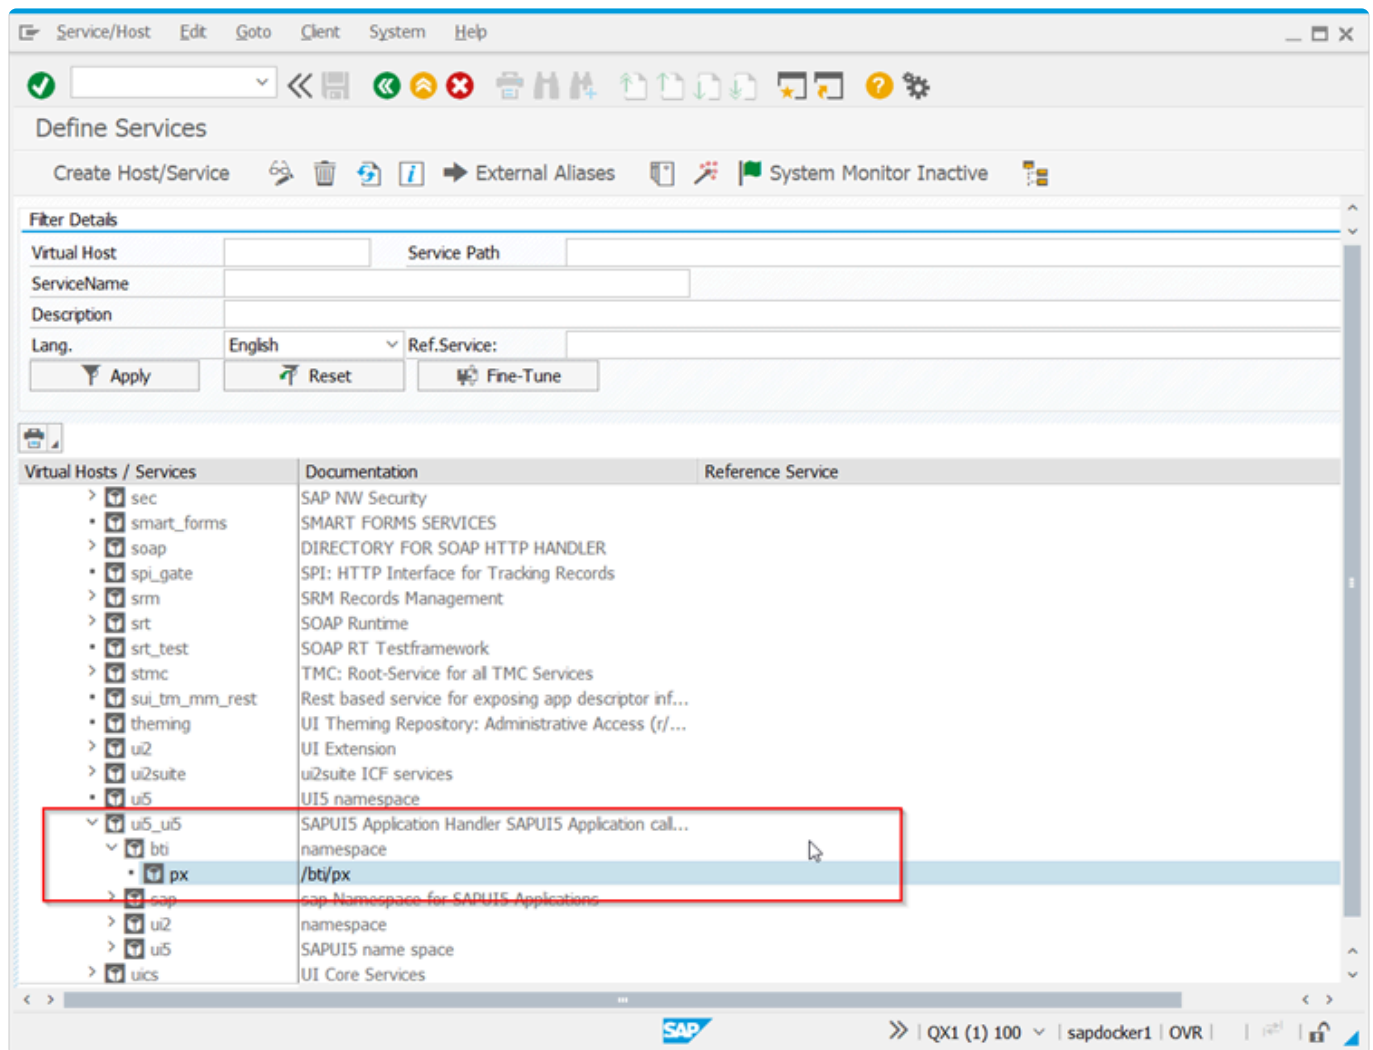 Service/Host Edit Goto Client System Help
Define Services
Create Host/Service External Aliases System Monitor Inactive
Filter Details
Virtual Host Service Path
ServiceName
Description
Lang. English Ref.Service:
Apply Reset Fine-Tune
Virtual Hosts / Services Documentation Reference Service
sec SAP NW Security
smart_forms SMART FORMS SERVICES
soap DIRECTORY FOR SOAP HTTP HANDLER
spi_gate SPI: HTTP Interface for Tracking Records
srm SRM Records Management
srt SOAP Runtime
srt_test SOAP RT Testframework
stmc TMC: Root-Service for all TMC Services
sui_tm_mm_rest Rest based service for exposing app descriptor inf...
theming UI Theming Repository: Administrative Access (r/...
ui2 UI Extension
ui2suite ui2suite ICF services
ui5 UI5 namespace
ui5_ui5 SAPUI5 Application Handler SAPUI5 Application call...
bti namespace
px /bti/px
sap sap Namespace for SAPUI5 Applications
ui2 namespace
ui5 SAPUI5 name space
uics UI Core Services
SAP QX1 (1) 100 sapdocker1 OVR